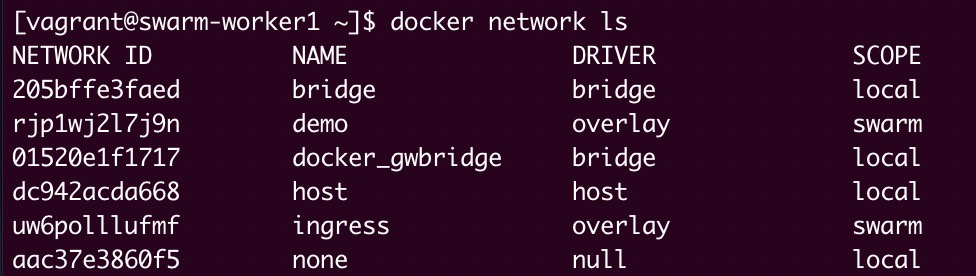 [vagrant@swarm-worker1 ~]$ docker network ls
NETWORK ID NAME DRIVER SCOPE
205bffe3faed bridge bridge local
rjp1wj2l7j9n demo overlay swarm
01520e1f1717 docker_gwbridge bridge local
dc942acda668 host host local
uw6polllufmf ingress overlay swarm
aac37e3860f5 none null local